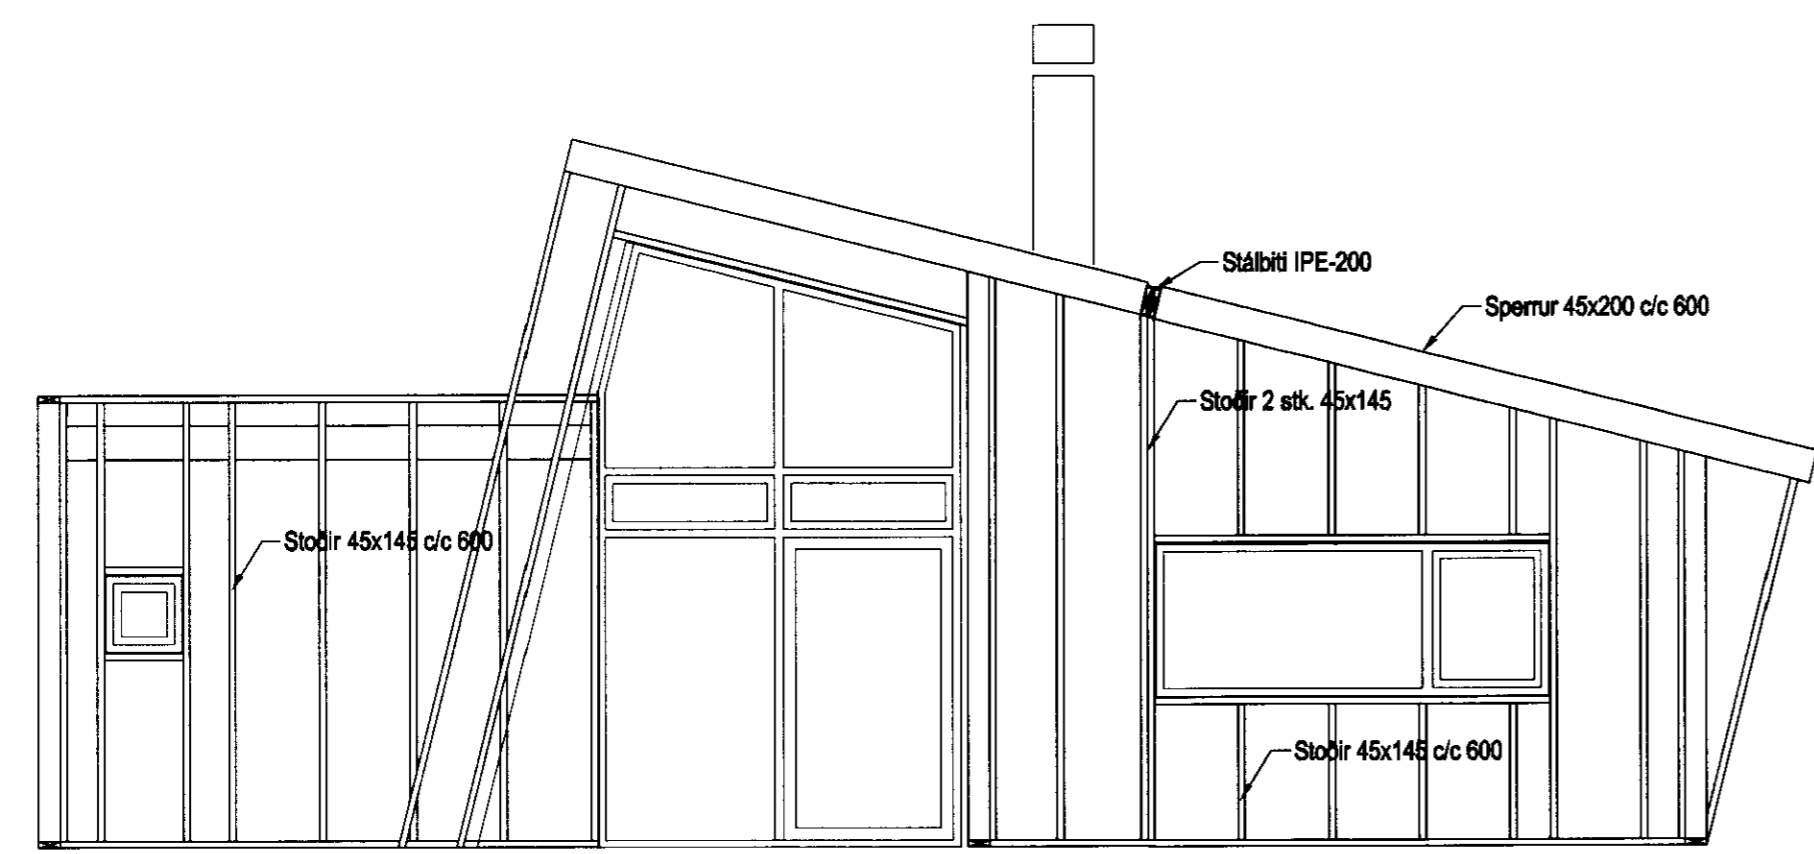 Stálbiti IPE-200
Sperrur 45x200 c/c 600
Stoðir 2 stk. 45x145
Stoðir 45x145 c/c 600
Stoðir 45x145 c/c 600